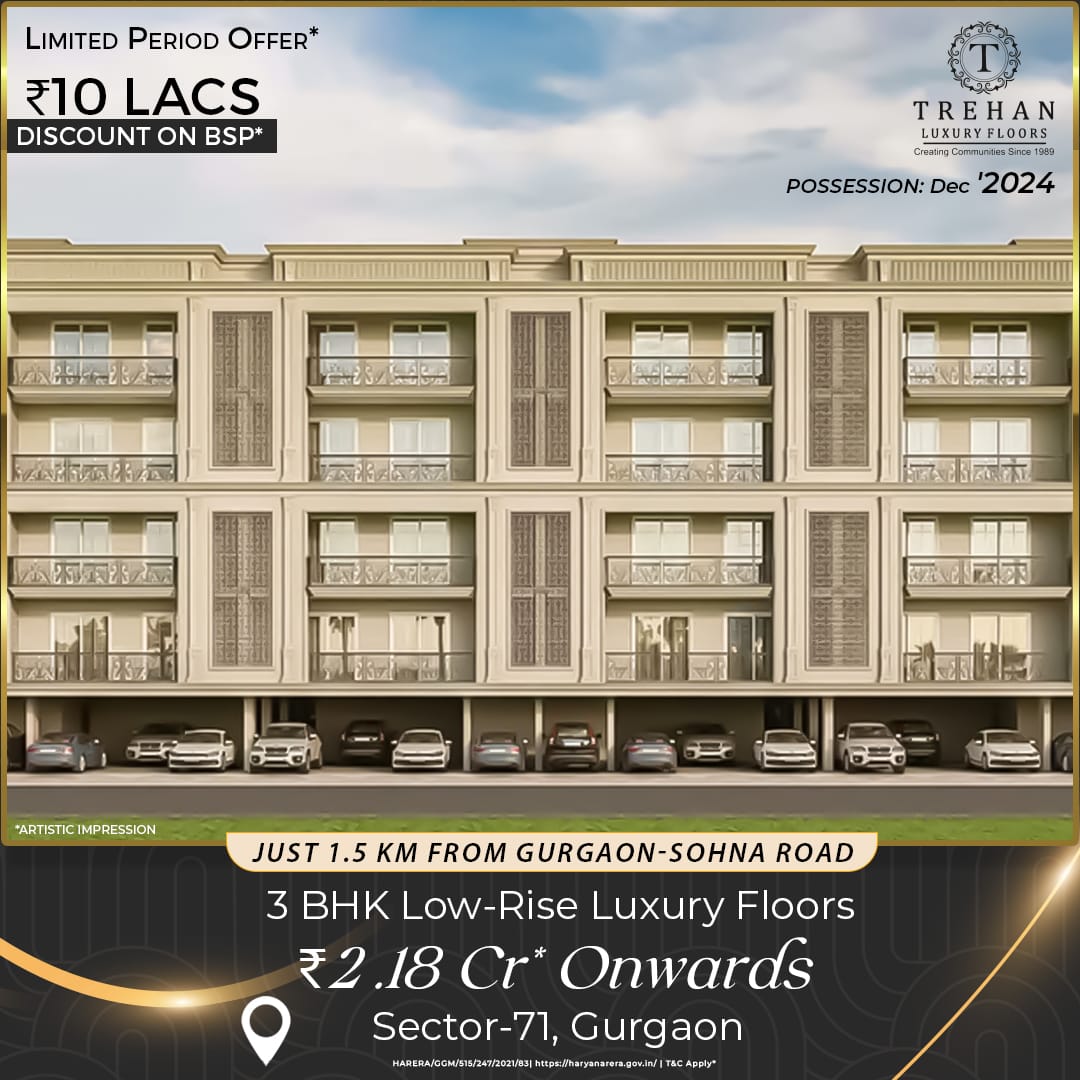 LIMITED PERIOD OFFER*
₹10 LACS
DISCOUNT ON BSP*
T
TREHAN
LUXURY FLOORS
Creating Communities Since 1989
POSSESSION: Dec '2024
*ARTISTIC IMPRESSION
JUST 1.5 KM FROM GURGAON-SOHNA ROAD
3 BHK Low-Rise Luxury Floors
₹2.18 Cr* Onwards
Sector-71, Gurgaon
HARERA/GGM/515/247/2021/83| https://haryanarera.gov.in/ | T&C Apply*